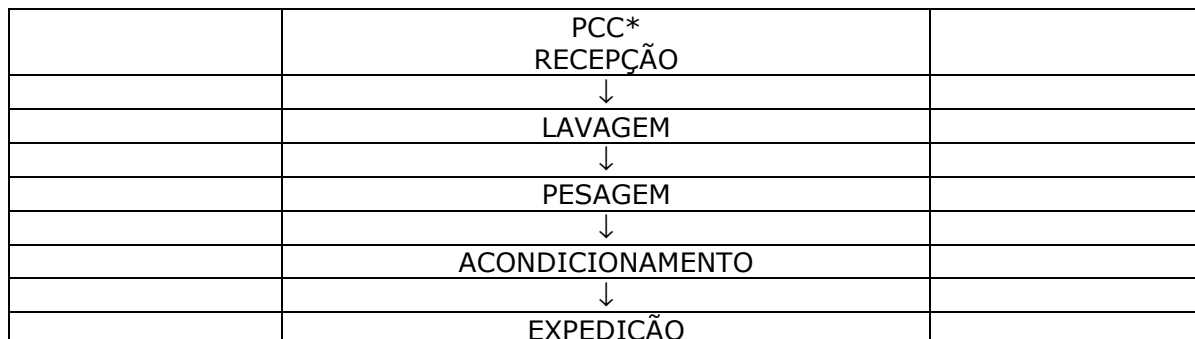 PCC*
RECEPÇÃO
↓
LAVAGEM
↓
PESAGEM
↓
ACONDICIONAMENTO
↓
EXPEDIÇÃO